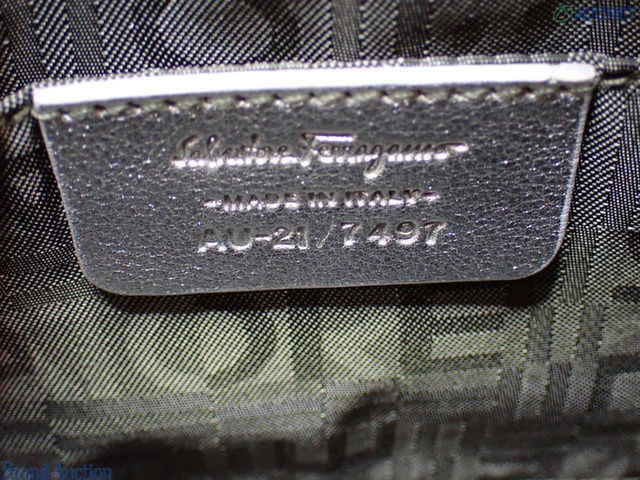 Salvatore Ferragamo
-MADE IN ITALY-
AU-21/7497
Brand Auction